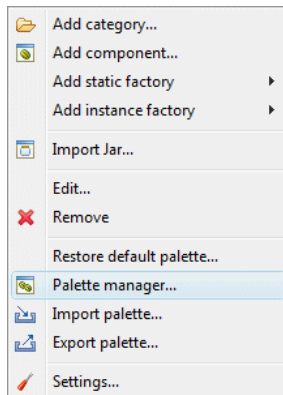 Add category...
Add component...
Add static factory
Add instance factory
Import Jar...
Edit...
Remove
Restore default palette...
Palette manager...
Import palette...
Export palette...
Settings...